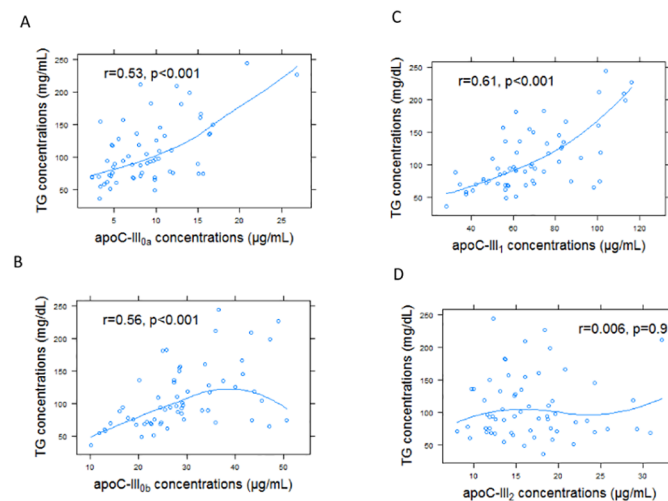 A
r=0.53, p<0.001
TG concentrations (mg/mL)
250
200
150
100
50
5
10
15
20
25
apoC-III0a concentrations (μg/mL)
B
r=0.56, p<0.001
TG concentrations (mg/dL)
250
200
150
100
50
10
20
30
40
50
apoC-III0b concentrations (μg/mL)
C
r=0.61, p<0.001
TG concentrations (mg/dL)
250
200
150
100
50
40
60
80
100
120
apoC-III1 concentrations (μg/mL)
D
r=0.006, p=0.9
TG concentrations (mg/dL)
250
200
150
100
50
10
15
20
25
30
apoC-III2 concentrations (μg/mL)